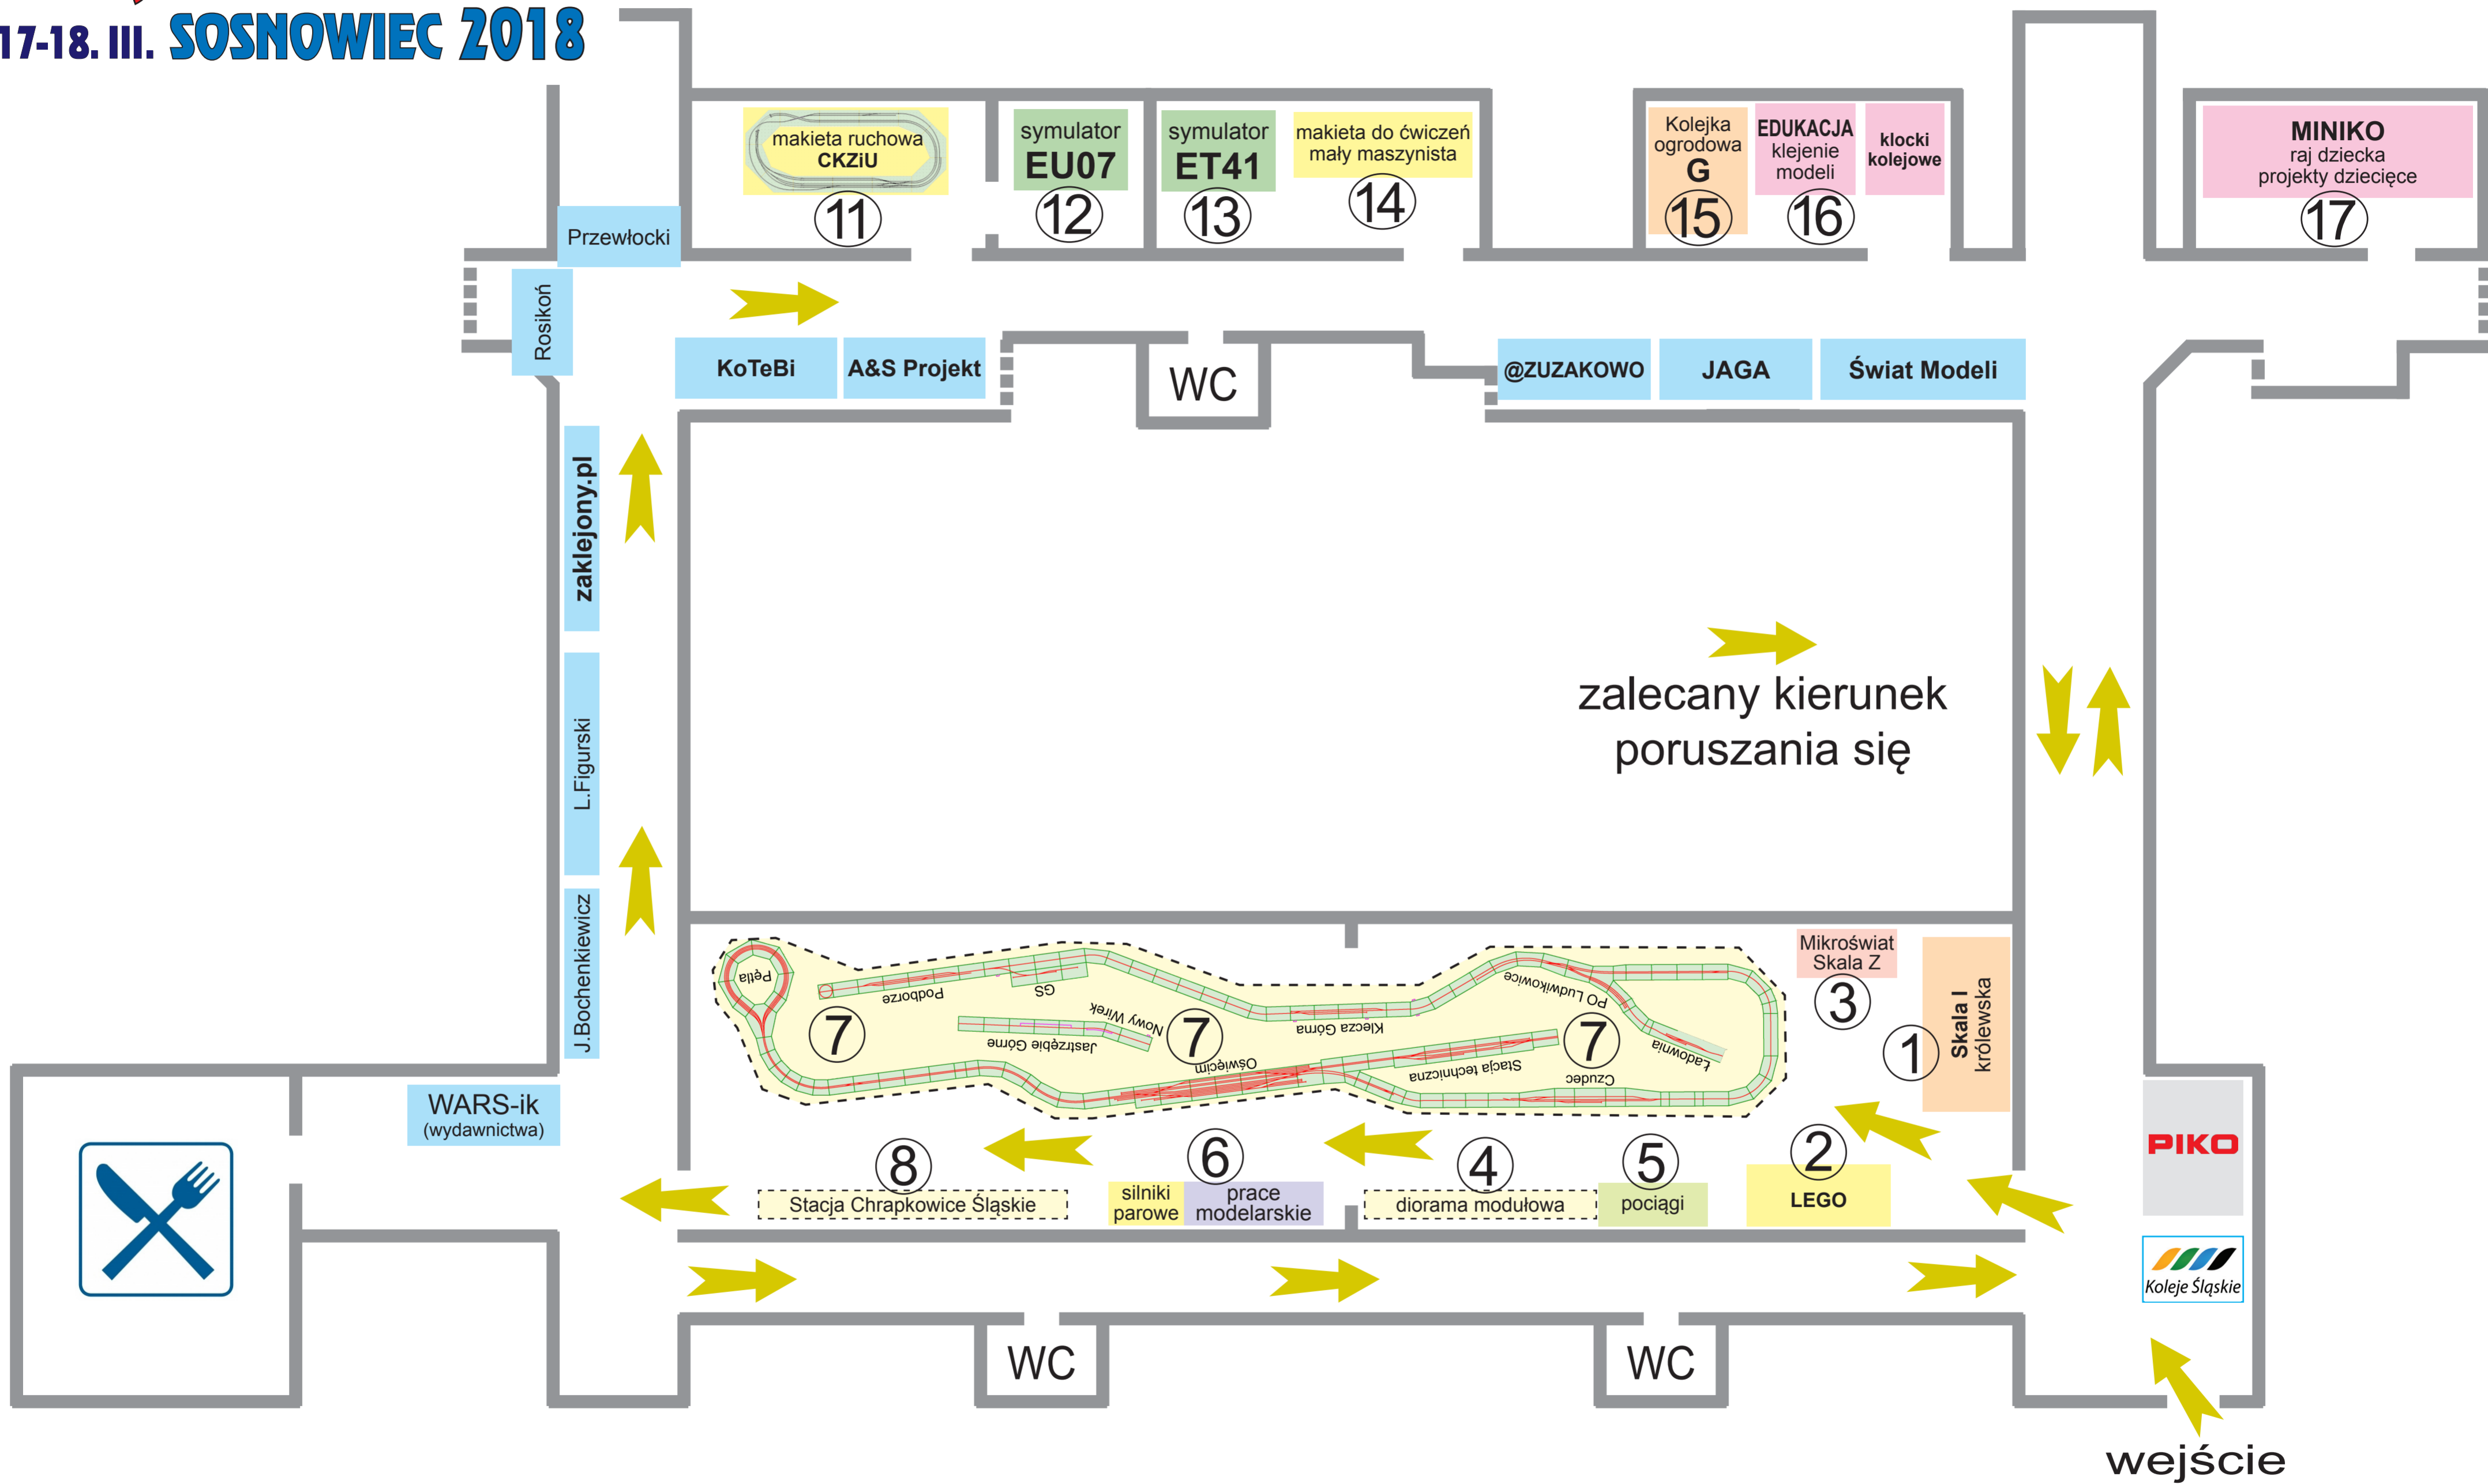 17-18. III. SOSNOWIEC 2018
makieta ruchowa
CKZiU
11
symulator
EU07
12
symulator
ET41
13
makieta do ćwiczeń
mały maszynista
14
Kolejka
ogrodowa
G
15
EDUKACJA
klejenie
modeli
16
klocki
kolejowe
MINIKO
raj dziecka
projekty dziecięce
17
Przewłocki
Rosikoń
KoTeBi
A&S Projekt
WC
@ZUZAKOWO
JAGA
Świat Modeli
zaklejony.pl
L.Figurski
J.Bochenkiewicz
zalecany kierunek
poruszania się
Pętla
Podborze
GS
Nowy Wirek
Jastrzębie Górne
Klecza Górna
PO Ludwikowice
Ładownia
Oświęcim
Stacja techniczna
Czudec
7
7
7
Mikroświat
Skala Z
3
1
Skala I
królewska
WARS-ik
(wydawnictwa)
8
Stacja Chrapkowice Śląskie
6
silniki
parowe
prace
modelarskie
4
diorama modułowa
5
pociągi
2
LEGO
PIKO
Koleje Śląskie
WC
WC
wejście